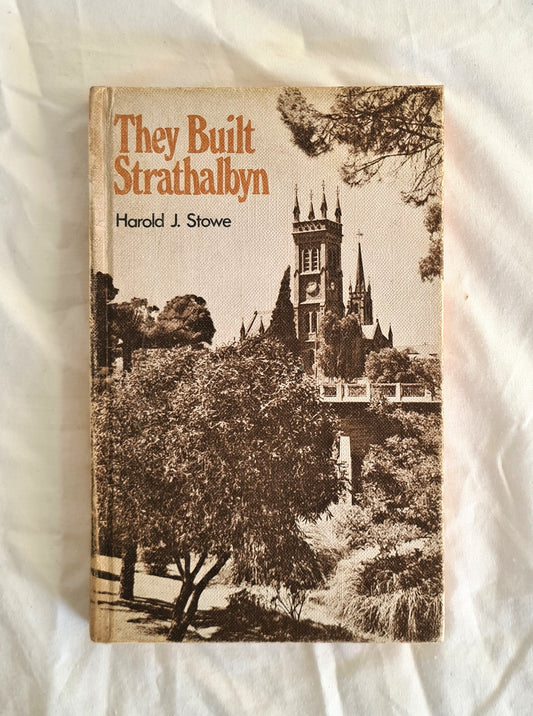 They Built
Strathalbyn
Harold J. Stowe